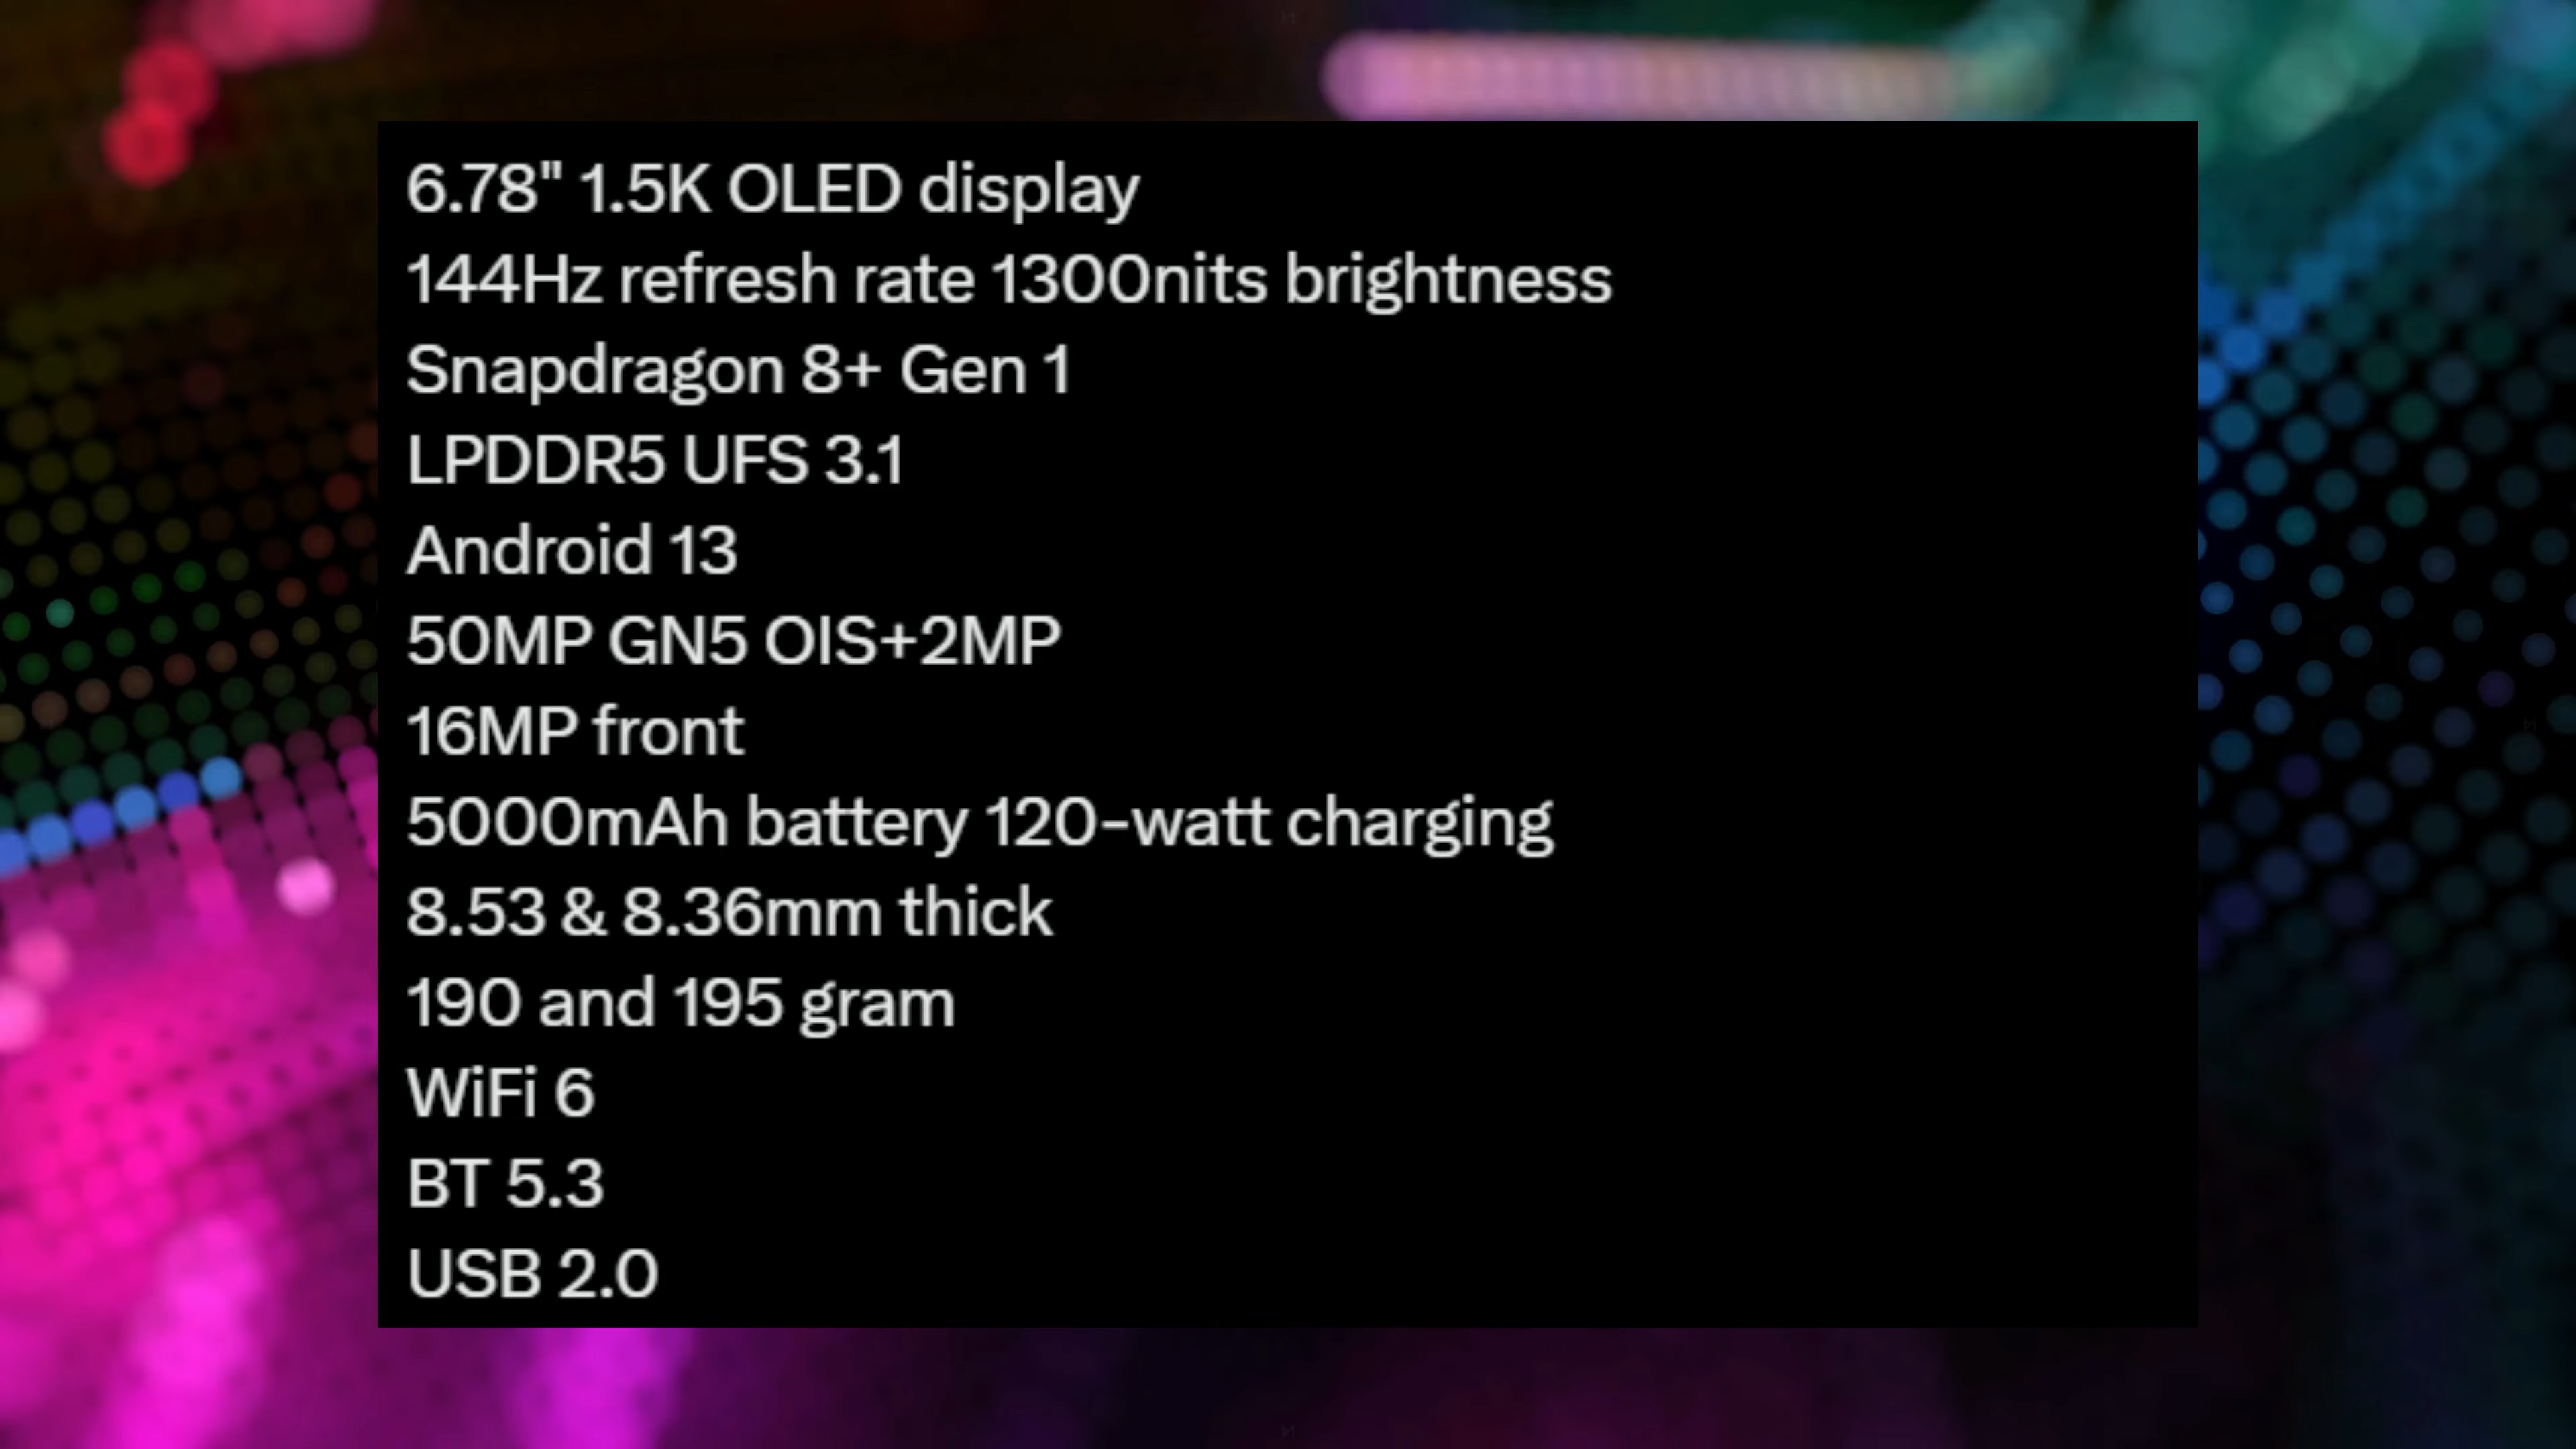 6.78" 1.5K OLED display
144Hz refresh rate 1300nits brightness
Snapdragon 8+ Gen 1
LPDDR5 UFS 3.1
Android 13
50MP GN5 OIS+2MP
16MP front
5000mAh battery 120-watt charging
8.53 & 8.36mm thick
190 and 195 gram
WiFi 6
BT 5.3
USB 2.0